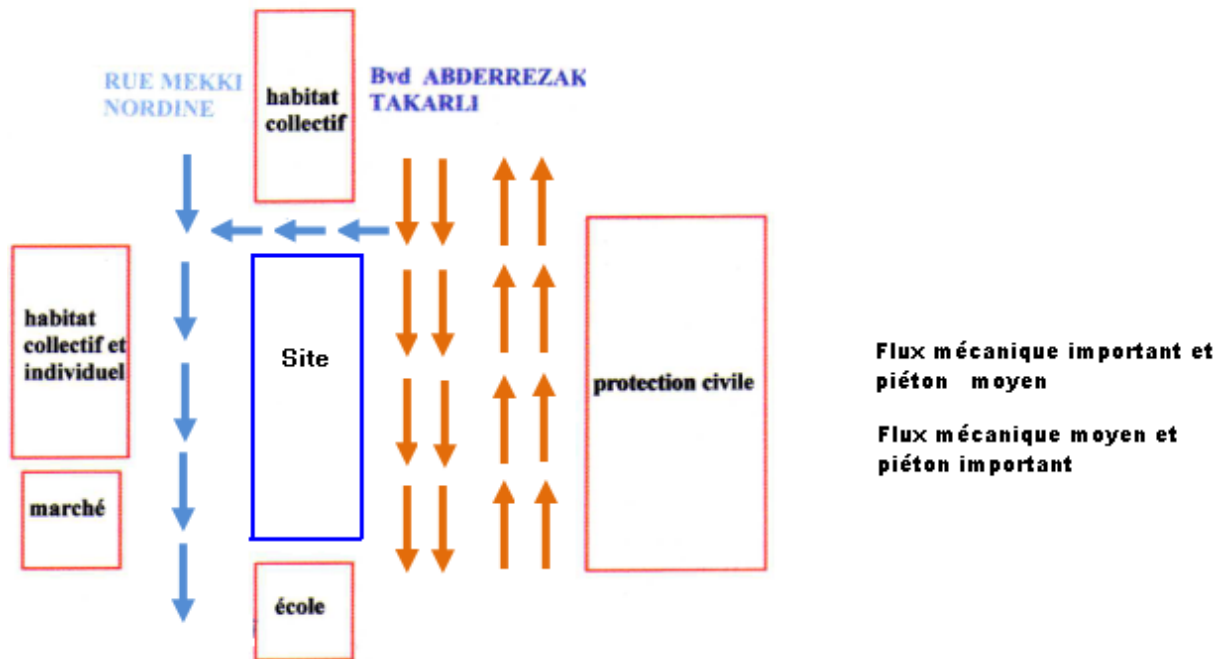 RUE MEKKI
NORDINE
habitat
collectif
Bvd ABDERREZAK
TAKARLI
habitat
collectif et
individuel
Site
protection civile
marché
école
Flux mécanique important et
piéton moyen
Flux mécanique moyen et
piéton important